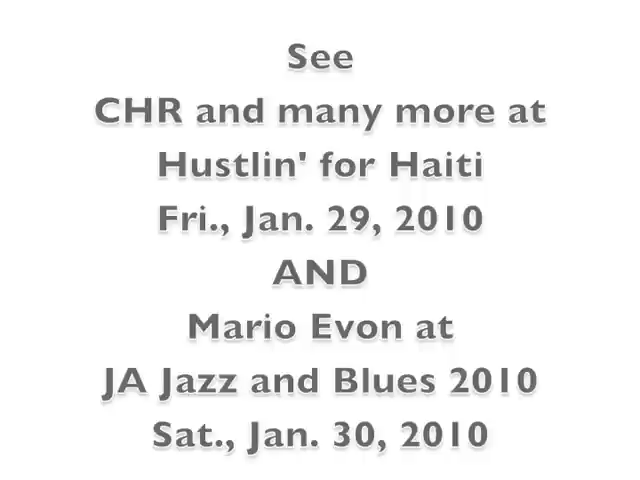 See
CHR and many more at
Hustlin' for Haiti
Fri., Jan. 29, 2010
AND
Mario Evon at
JA Jazz and Blues 2010
Sat., Jan. 30, 2010